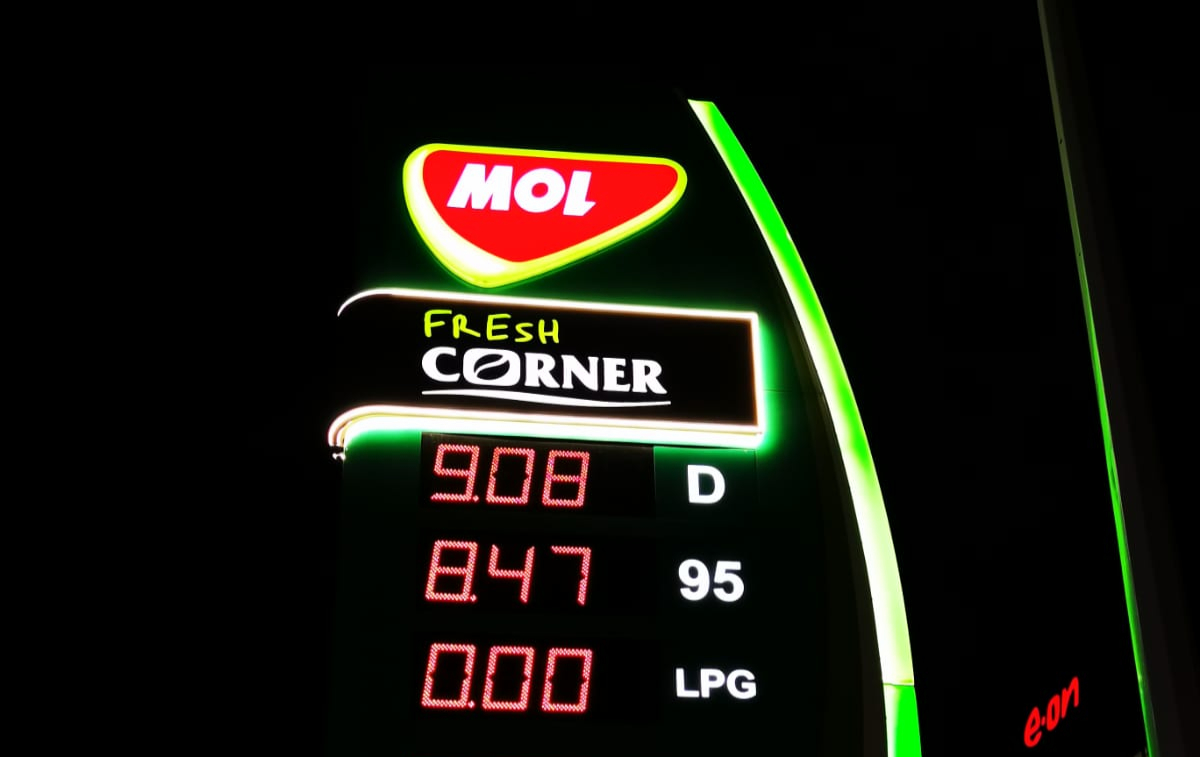 MOL
FRESH
CORNER
9.08 D
8.47 95
0.00 LPG
e·on